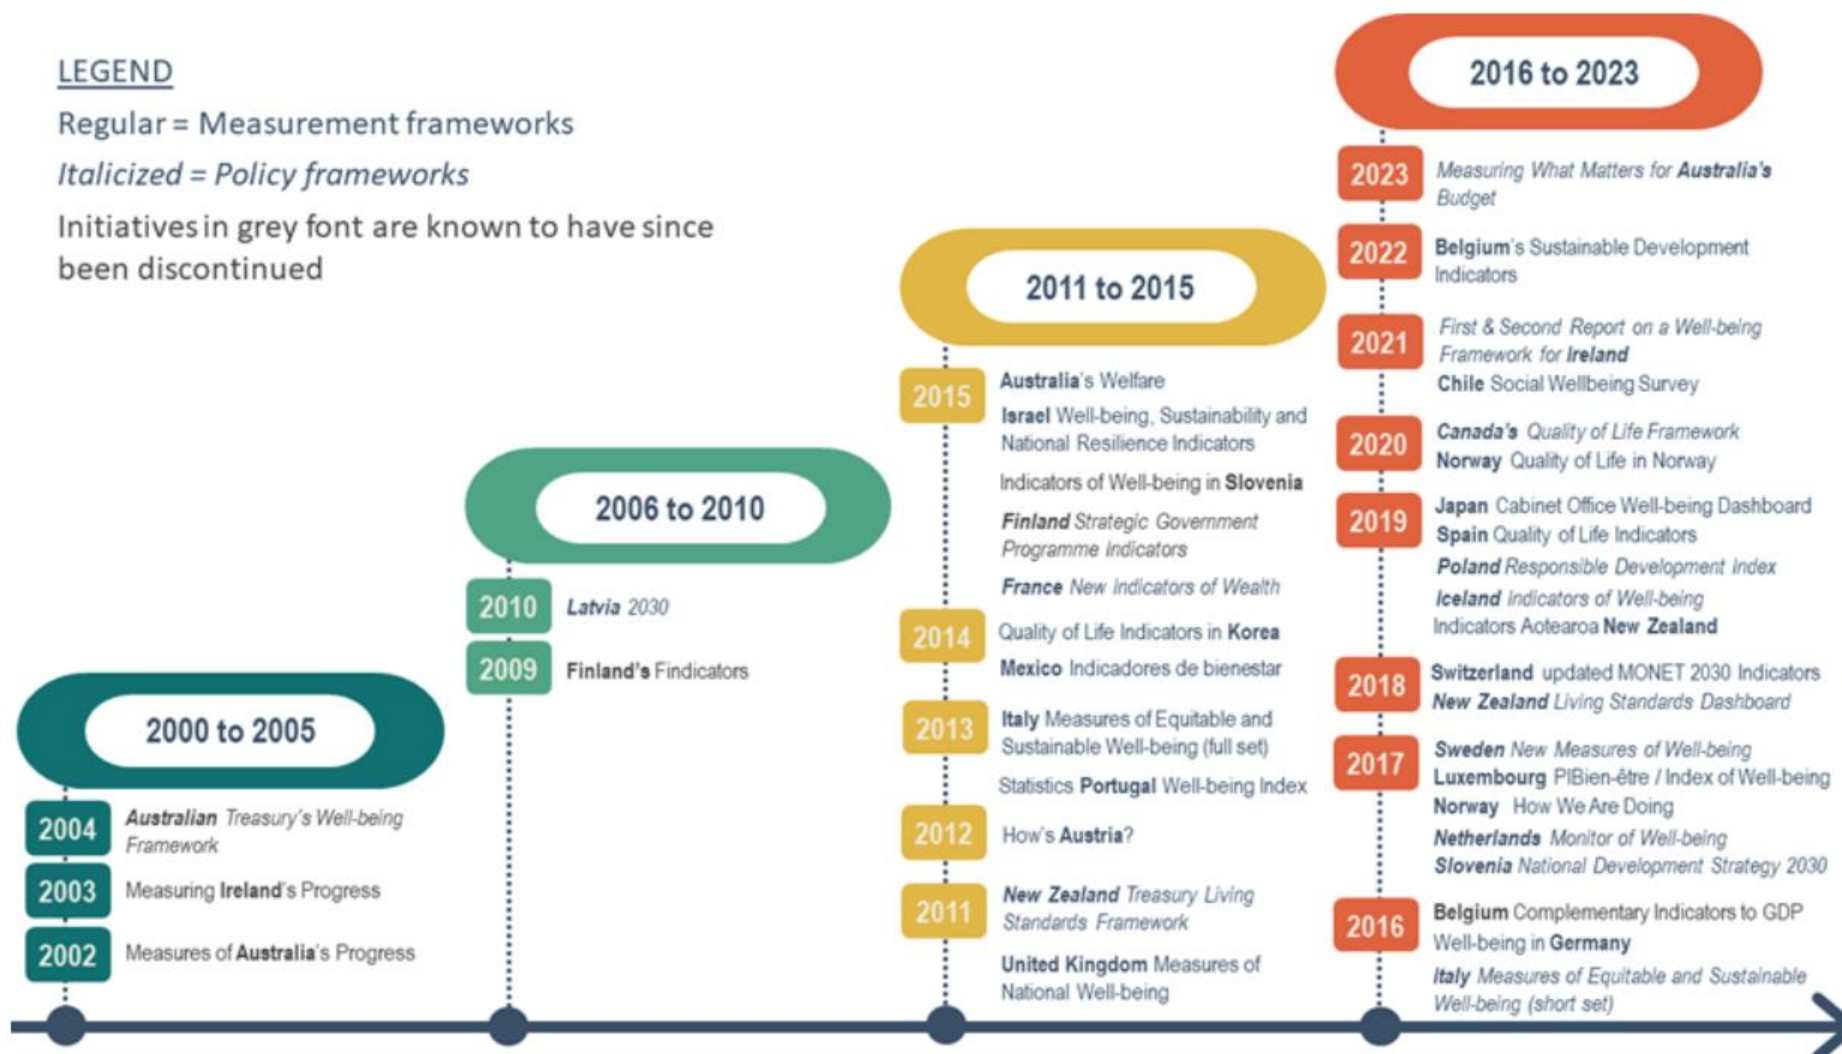 LEGEND
Regular = Measurement frameworks
Italicized = Policy frameworks
Initiatives in grey font are known to have since
been discontinued
2000 to 2005
2004
Australian Treasury's Well-being
Framework
2003
Measuring Ireland's Progress
2002
Measures of Australia's Progress
2006 to 2010
2010
Latvia 2030
2009
Finland's Findicators
2011 to 2015
2015
Australia's Welfare
Israel Well-being, Sustainability and
National Resilience Indicators
Indicators of Well-being in Slovenia
Finland Strategic Government
Programme Indicators
France New Indicators of Wealth
2014
Quality of Life Indicators in Korea
Mexico Indicadores de bienestar
2013
Italy Measures of Equitable and
Sustainable Well-being (full set)
Statistics Portugal Well-being Index
2012
How's Austria?
2011
New Zealand Treasury Living
Standards Framework
United Kingdom Measures of
National Well-being
2016 to 2023
2023
Measuring What Matters for Australia's
Budget
2022
Belgium's Sustainable Development
Indicators
2021
First & Second Report on a Well-being
Framework for Ireland
Chile Social Wellbeing Survey
2020
Canada's Quality of Life Framework
Norway Quality of Life in Norway
2019
Japan Cabinet Office Well-being Dashboard
Spain Quality of Life Indicators
Poland Responsible Development Index
Iceland Indicators of Well-being
Indicators Aotearoa New Zealand
2018
Switzerland updated MONET 2030 Indicators
New Zealand Living Standards Dashboard
2017
Sweden New Measures of Well-being
Luxembourg PIBien-être / Index of Well-being
Norway How We Are Doing
Netherlands Monitor of Well-being
Slovenia National Development Strategy 2030
2016
Belgium Complementary Indicators to GDP
Well-being in Germany
Italy Measures of Equitable and Sustainable
Well-being (short set)